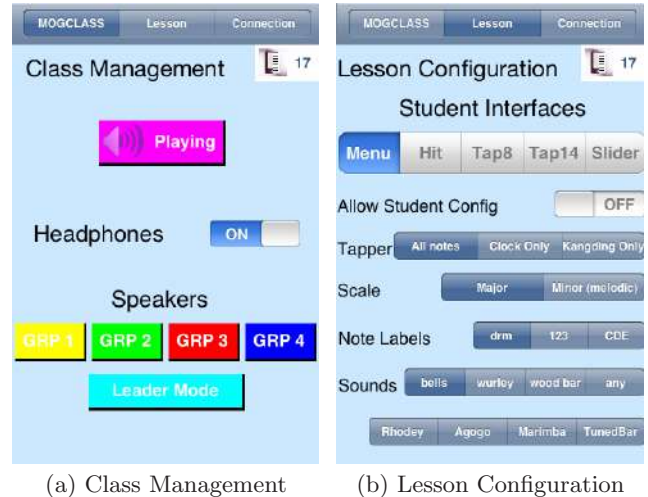 MOGCLASS Lesson Connection
Class Management 17
Playing
Headphones ON
Speakers
GRP 1 GRP 2 GRP 3 GRP 4
Leader Mode
(a) Class Management
MOGCLASS Lesson Connection
Lesson Configuration 17
Student Interfaces
Menu Hit Tap8 Tap14 Slider
Allow Student Config OFF
Tapper All notes Clock Only Kangding Only
Scale Major Minor (melodic)
Note Labels drm 123 CDE
Sounds bells wurley wood bar any
Rhodey Agogo Marimba TunedBar
(b) Lesson Configuration